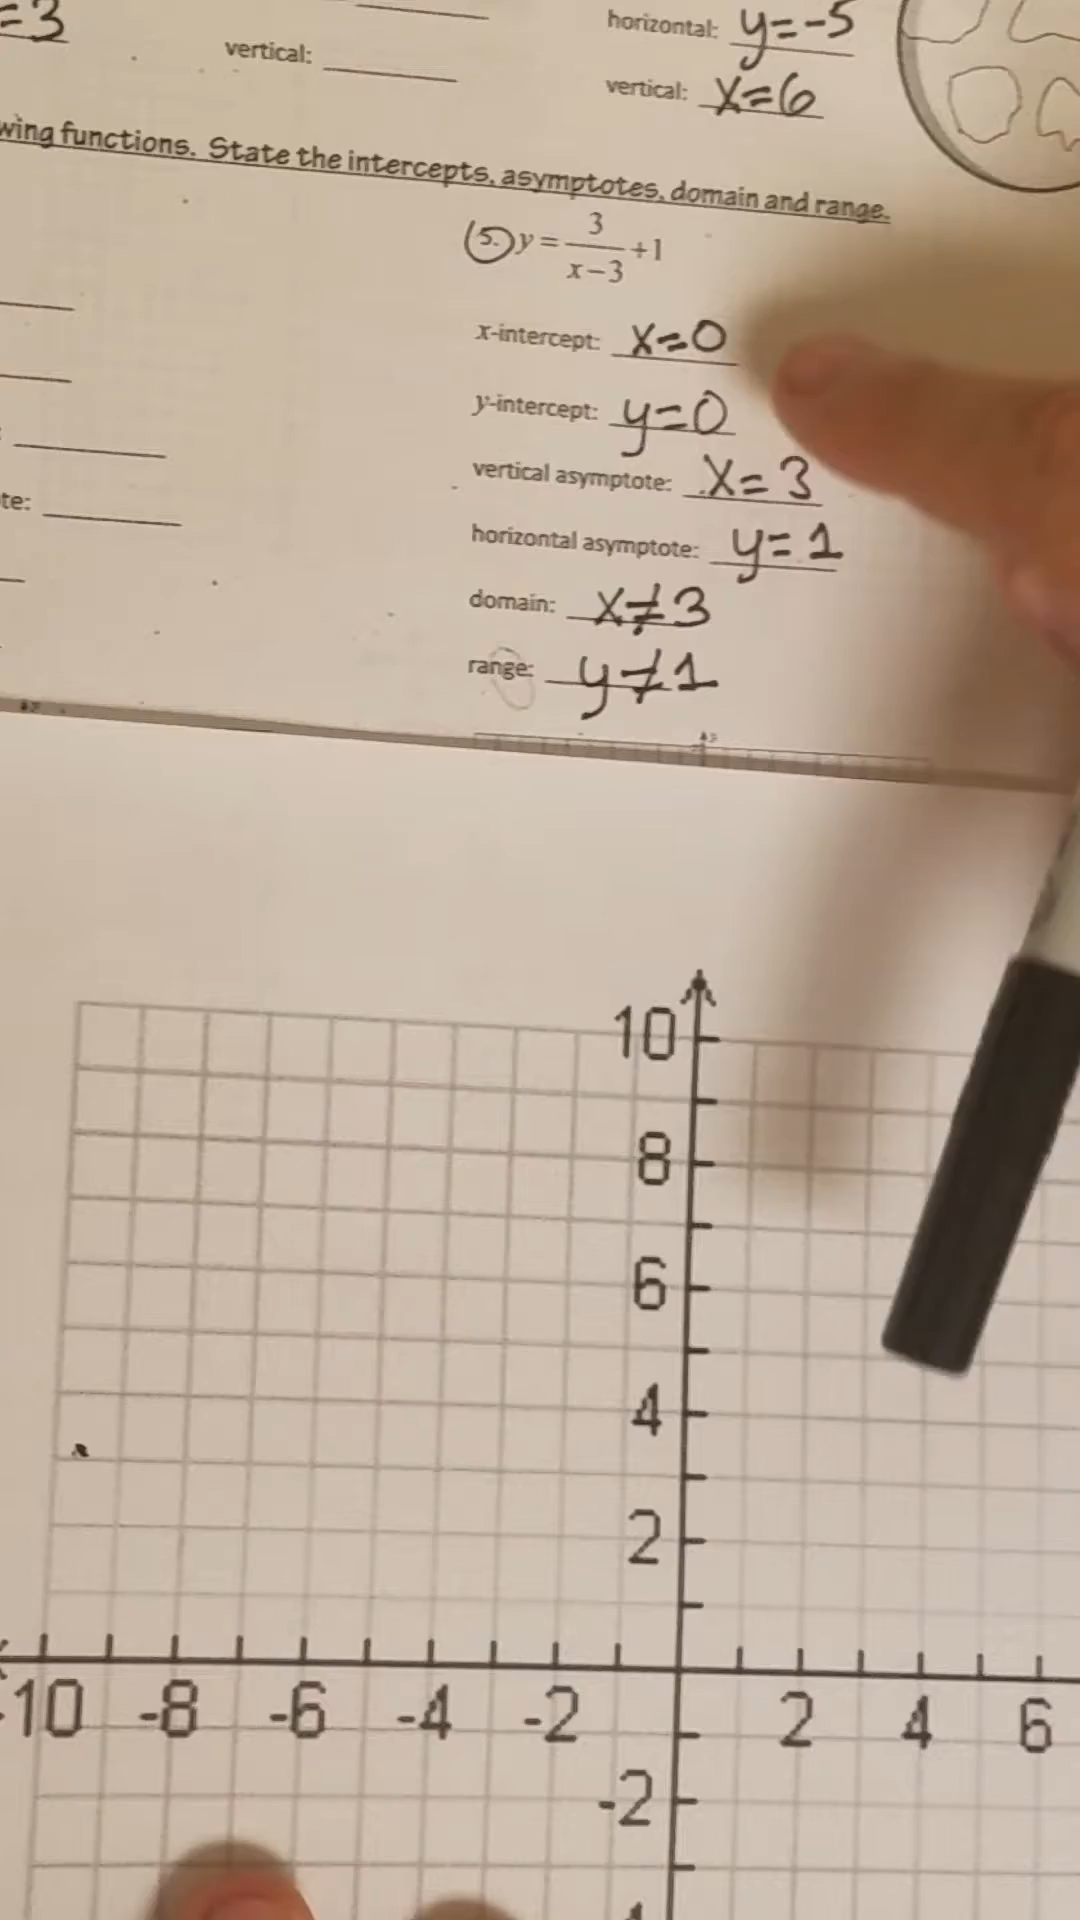 =3
vertical:
horizontal: y=-5
vertical: x=6
wing functions. State the intercepts, asymptotes, domain and range.
5. y = 3/(x-3) +1
x-intercept: x=0
y-intercept: y=0
vertical asymptote: x=3
te:
horizontal asymptote: y=1
domain: x≠3
range: y≠1
10
8
6
4
2
-10 -8 -6 -4 -2 2 4 6
-2